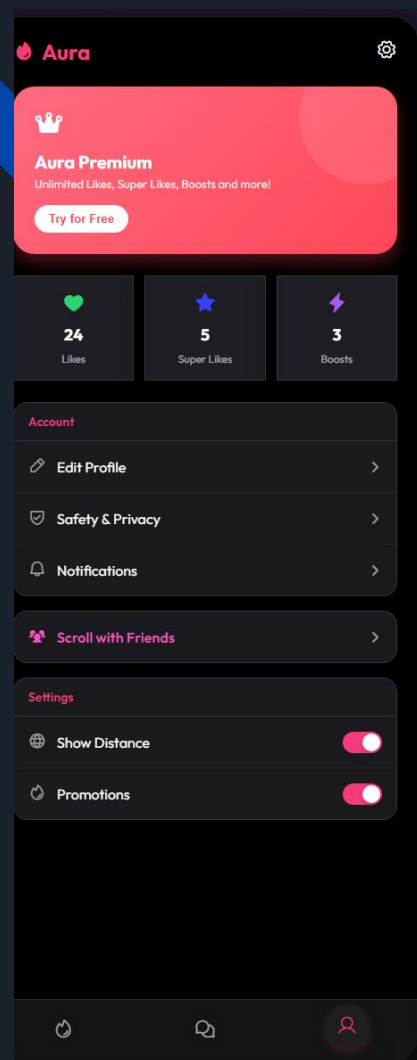 Aura
Aura Premium
Unlimited Likes, Super Likes, Boosts and more!
Try for Free
24
Likes
5
Super Likes
3
Boosts
Account
Edit Profile
Safety & Privacy
Notifications
Scroll with Friends
Settings
Show Distance
Promotions